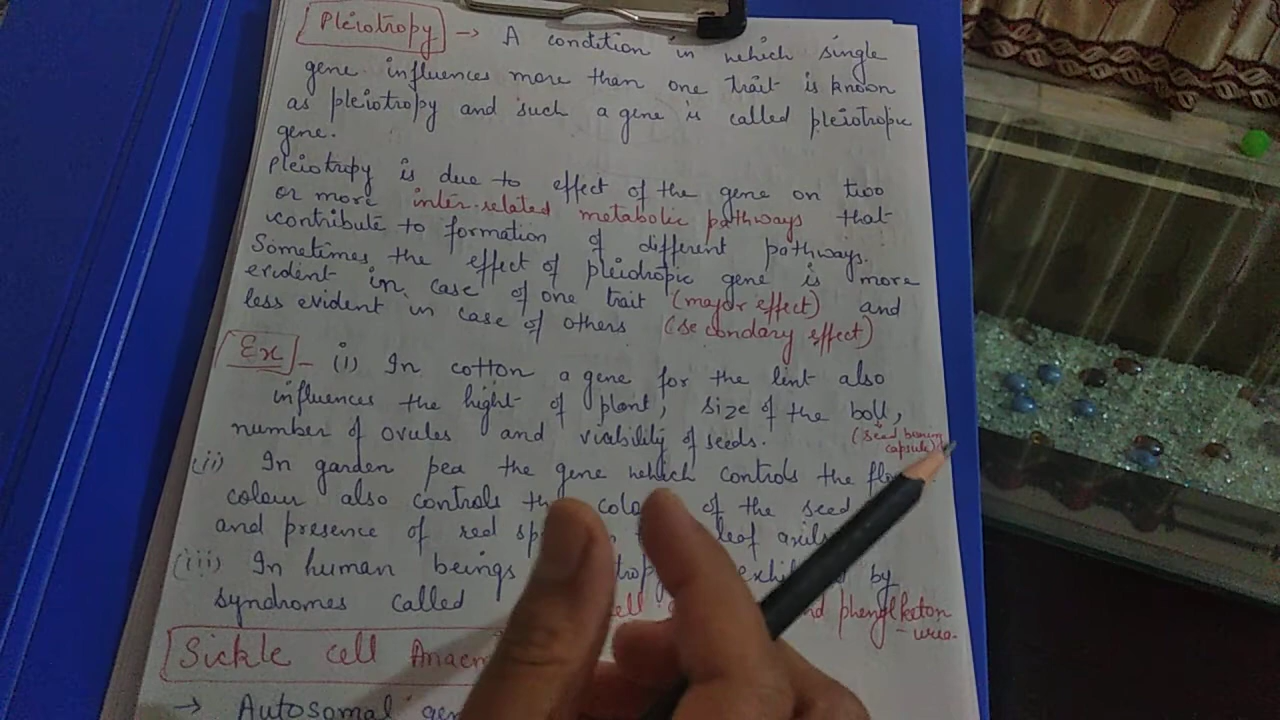 Pleiotropy → A condition in which single
gene influences more than one trait is known
as pleiotropy and such a gene is called pleiotropic
gene.
Pleiotropy is due to effect of the gene on two
or more inter-related metabolic pathways that
contribute to formation of different pathways.
Sometimes the effect of pleiotropic gene is more
evident in case of one trait (major effect) and
less evident in case of others (secondary effect)
Ex - (i) In cotton a gene for the lint also
influences the hight of plant, size of the boll,
number of ovules and viability of seeds.
(seed
capsule)
(ii) In garden pea the gene which controls the
colour also controls the of the seed
and presence of red leaf
(iii) In human beings by
syndromes called and phenylketon
-uria.
Sickle cell
→ Autosomal